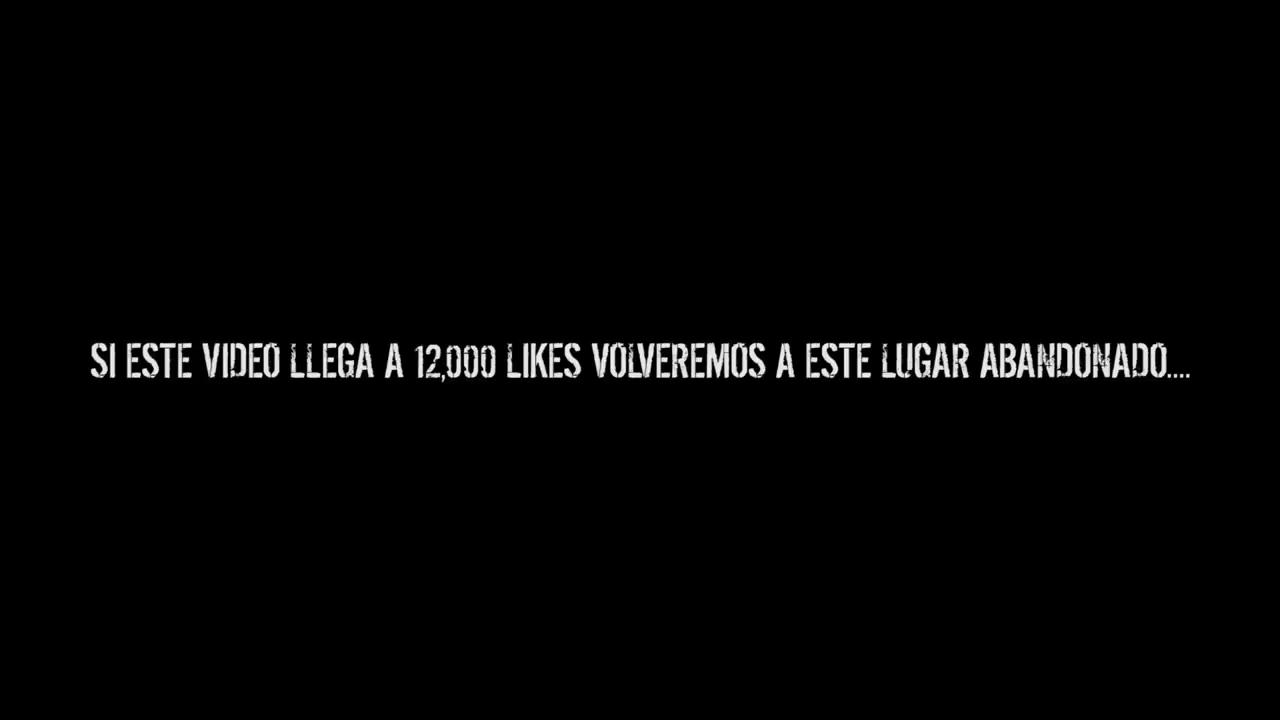 SI ESTE VIDEO LLEGA A 12,000 LIKES VOLVEREMOS A ESTE LUGAR ABANDONADO....